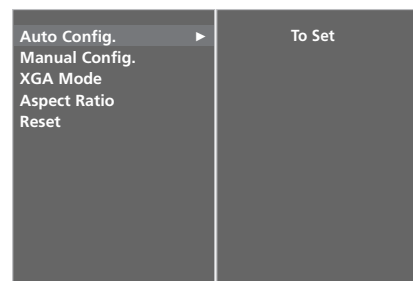 Auto Config. ► To Set
Manual Config.
XGA Mode
Aspect Ratio
Reset